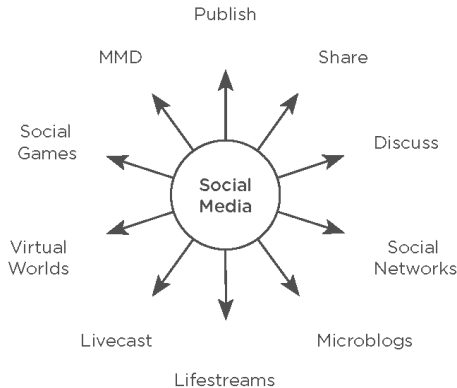 Publish
MMD
Share
Social
Games
Discuss
Social
Media
Virtual
Worlds
Social
Networks
Livecast
Microblogs
Lifestreams